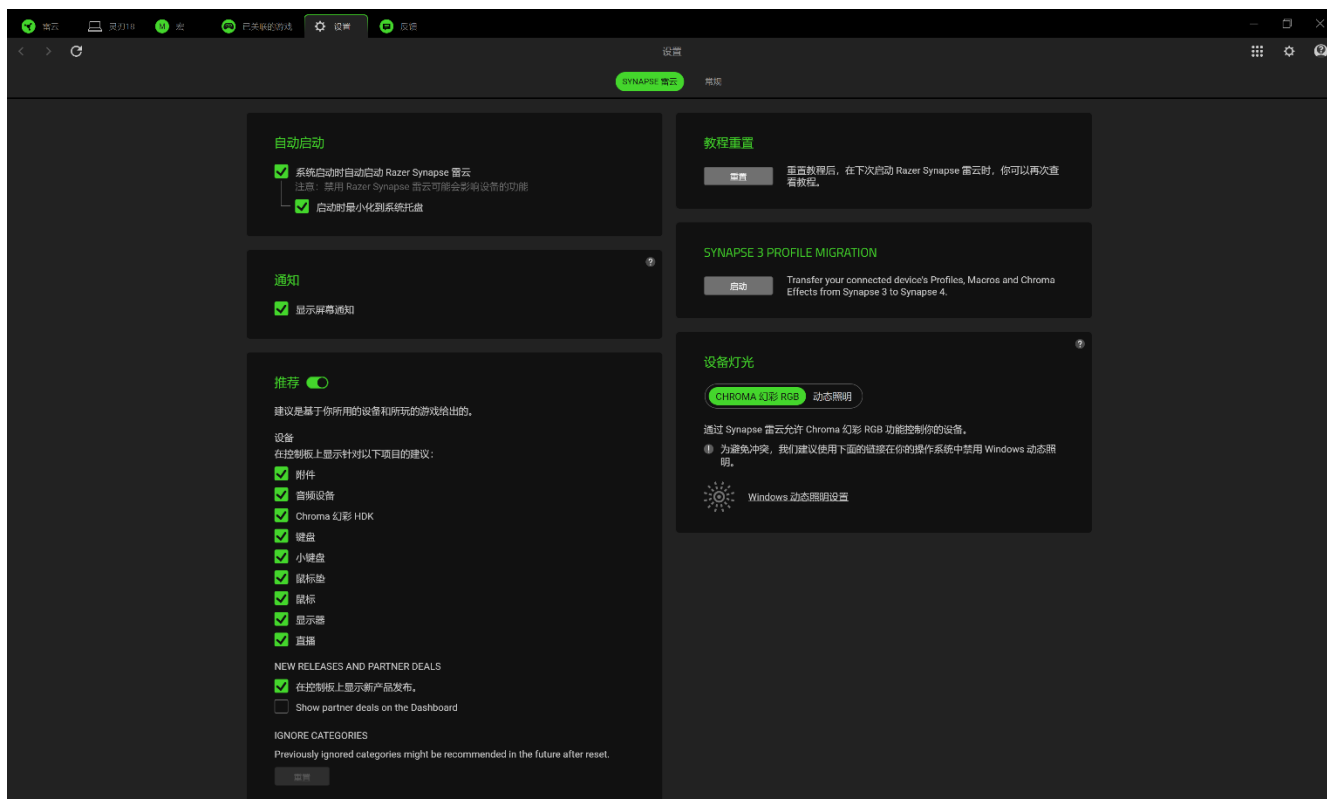 雷云
灵刃18
M 宏
已关联的游戏
设置
反馈
设置
SYNAPSE 雷云
常规
自动启动
系统启动时自动启动 Razer Synapse 雷云
注意：禁用 Razer Synapse 雷云可能会影响设备的功能
启动时最小化到系统托盘
通知
显示屏幕通知
推荐
建议是基于你所用的设备和所玩的游戏给出的。
设备
在控制板上显示针对以下项目的建议：
附件
音频设备
Chroma 幻彩 HDK
键盘
小键盘
鼠标垫
鼠标
显示器
直播
NEW RELEASES AND PARTNER DEALS
在控制板上显示新产品发布。
Show partner deals on the Dashboard
IGNORE CATEGORIES
Previously ignored categories might be recommended in the future after reset.
重置
教程重置
重置
重置教程后，在下次启动 Razer Synapse 雷云时，你可以再次查
看教程。
SYNAPSE 3 PROFILE MIGRATION
启动
Transfer your connected device's Profiles, Macros and Chroma
Effects from Synapse 3 to Synapse 4.
设备灯光
CHROMA 幻彩 RGB
动态照明
通过 Synapse 雷云允许 Chroma 幻彩 RGB 功能控制你的设备。
为避免冲突，我们建议使用下面的链接在你的操作系统中禁用 Windows 动态照
明。
Windows 动态照明设置